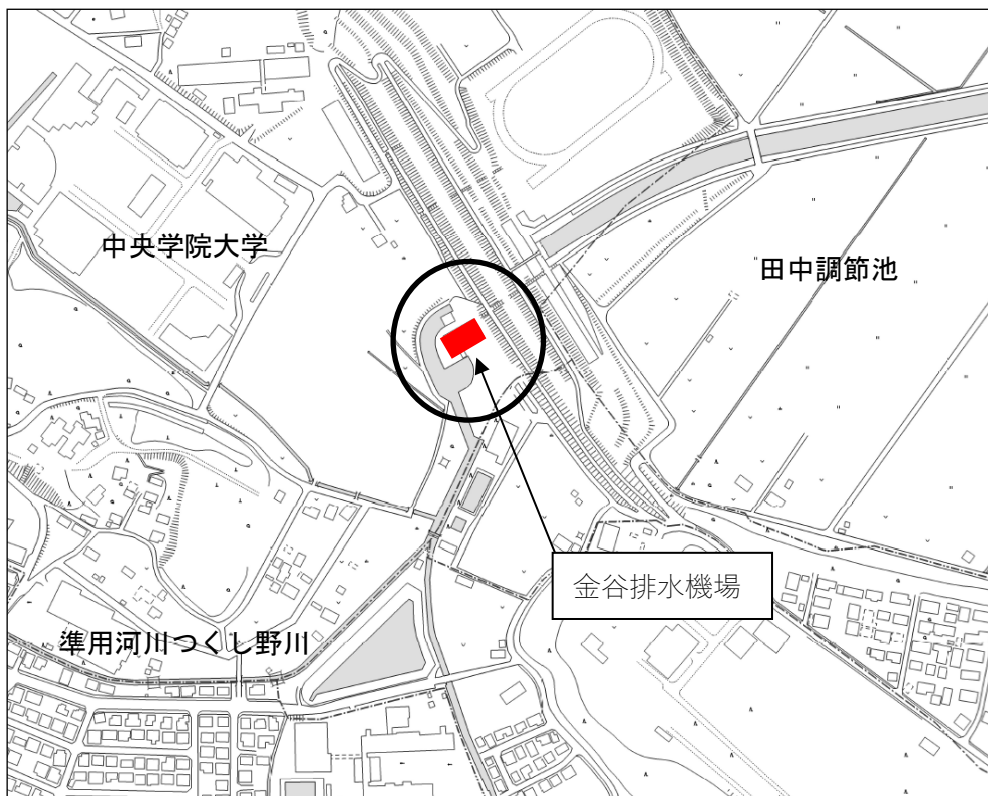 中央学院大学
田中調節池
金谷排水機場
準用河川つくし野川